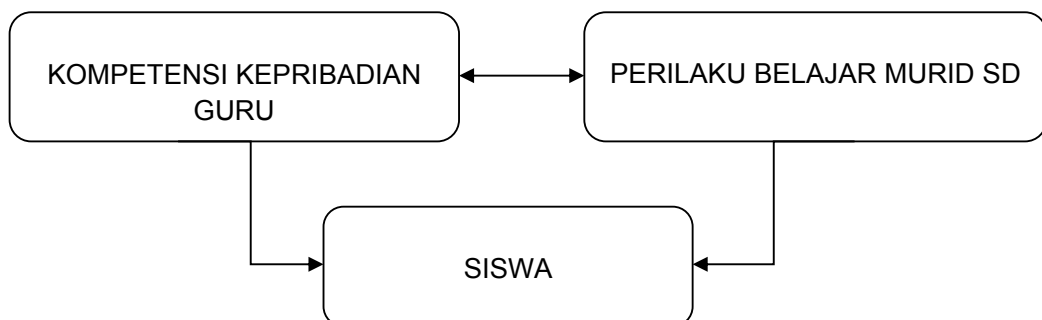 KOMPETENSI KEPRIBADIAN
GURU
PERILAKU BELAJAR MURID SD
SISWA